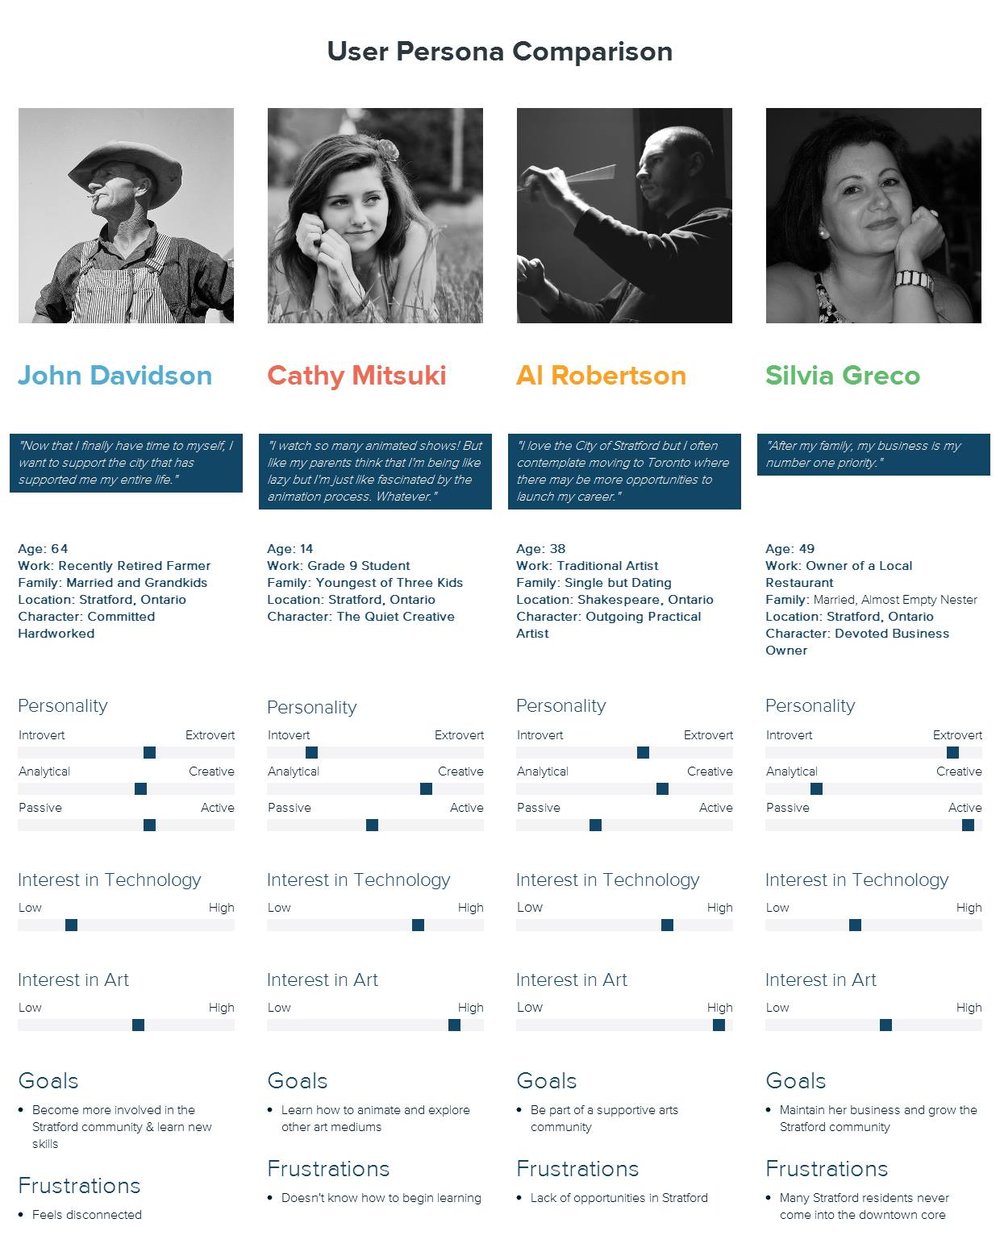 User Persona Comparison
John Davidson
"Now that I finally have time to myself, I
want to support the city that has
supported me my entire life."
Age: 64
Work: Recently Retired Farmer
Family: Married and Grandkids
Location: Stratford, Ontario
Character: Committed
Hardworked
Personality
Introvert Extrovert
Analytical Creative
Passive Active
Interest in Technology
Low High
Interest in Art
Low High
Goals
• Become more involved in the
Stratford community & learn new
skills
Frustrations
• Feels disconnected
Cathy Mitsuki
"I watch so many animated shows! But
like my parents think that I'm being like
lazy but I'm just like fascinated by the
animation process. Whatever."
Age: 14
Work: Grade 9 Student
Family: Youngest of Three Kids
Location: Stratford, Ontario
Character: The Quiet Creative
Personality
Intovert Extrovert
Analytical Creative
Passive Active
Interest in Technology
Low High
Interest in Art
Low High
Goals
• Learn how to animate and explore
other art mediums
Frustrations
• Doesn't know how to begin learning
Al Robertson
"I love the City of Stratford but I often
contemplate moving to Toronto where
there may be more opportunities to
launch my career."
Age: 38
Work: Traditional Artist
Family: Single but Dating
Location: Shakespeare, Ontario
Character: Outgoing Practical
Artist
Personality
Introvert Extrovert
Analytical Creative
Passive Active
Interest in Technology
Low High
Interest in Art
Low High
Goals
• Be part of a supportive arts
community
Frustrations
• Lack of opportunities in Stratford
Silvia Greco
"After my family, my business is my
number one priority."
Age: 49
Work: Owner of a Local
Restaurant
Family: Married, Almost Empty Nester
Location: Stratford, Ontario
Character: Devoted Business
Owner
Personality
Introvert Extrovert
Analytical Creative
Passive Active
Interest in Technology
Low High
Interest in Art
Low High
Goals
• Maintain her business and grow the
Stratford community
Frustrations
• Many Stratford residents never
come into the downtown core